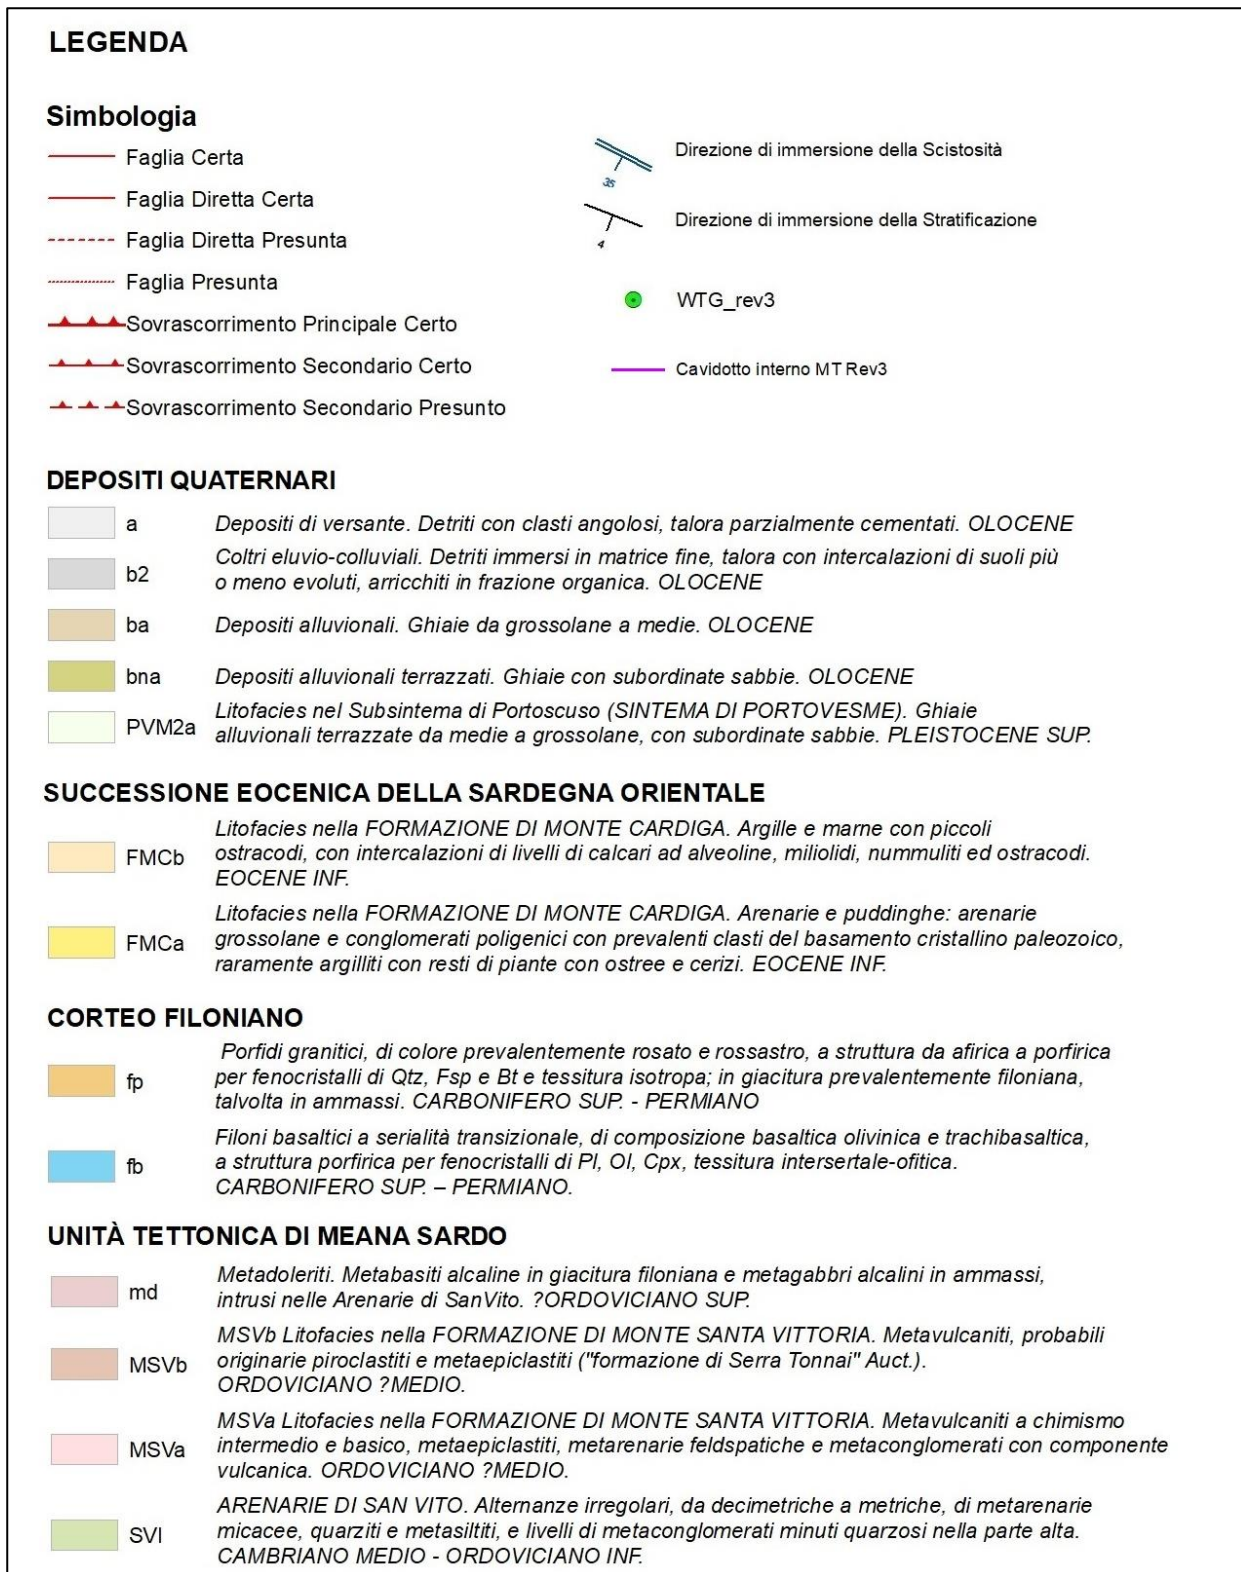 LEGENDA
Simbologia
Faglia Certa
Faglia Diretta Certa
Faglia Diretta Presunta
Faglia Presunta
Sovrascorrimento Principale Certo
Sovrascorrimento Secondario Certo
Sovrascorrimento Secondario Presunto
35
Direzione di immersione della Scistosità
4
Direzione di immersione della Stratificazione
WTG_rev3
Cavidotto interno MT Rev3
DEPOSITI QUATERNARI
a Depositi di versante. Detriti con clasti angolosi, talora parzialmente cementati. OLOCENE
b2 Coltri eluvio-colluviali. Detriti immersi in matrice fine, talora con intercalazioni di suoli più
o meno evoluti, arricchiti in frazione organica. OLOCENE
ba Depositi alluvionali. Ghiaie da grossolane a medie. OLOCENE
bna Depositi alluvionali terrazzati. Ghiaie con subordinate sabbie. OLOCENE
PVM2a Litofacies nel Subsintema di Portoscuso (SINTEMA DI PORTOVESME). Ghiaie
alluvionali terrazzate da medie a grossolane, con subordinate sabbie. PLEISTOCENE SUP.
SUCCESSIONE EOCENICA DELLA SARDEGNA ORIENTALE
FMCb Litofacies nella FORMAZIONE DI MONTE CARDIGA. Argille e marne con piccoli
ostracodi, con intercalazioni di livelli di calcari ad alveoline, miliolidi, nummuliti ed ostracodi.
EOCENE INF.
FMCa Litofacies nella FORMAZIONE DI MONTE CARDIGA. Arenarie e puddinghe: arenarie
grossolane e conglomerati poligenici con prevalenti clasti del basamento cristallino paleozoico,
raramente argilliti con resti di piante con ostree e cerizi. EOCENE INF.
CORTEO FILONIANO
fp Porfidi granitici, di colore prevalentemente rosato e rossastro, a struttura da afirica a porfirica
per fenocristalli di Qtz, Fsp e Bt e tessitura isotropa; in giacitura prevalentemente filoniana,
talvolta in ammassi. CARBONIFERO SUP. - PERMIANO
fb Filoni basaltici a serialità transizionale, di composizione basaltica olivinica e trachibasaltica,
a struttura porfirica per fenocristalli di Pl, Ol, Cpx, tessitura intersertale-ofitica.
CARBONIFERO SUP. – PERMIANO.
UNITÀ TETTONICA DI MEANA SARDO
md Metadoleriti. Metabasiti alcaline in giacitura filoniana e metagabbri alcalini in ammassi,
intrusi nelle Arenarie di SanVito. ?ORDOVICIANO SUP.
MSVb MSVb Litofacies nella FORMAZIONE DI MONTE SANTA VITTORIA. Metavulcaniti, probabili
originarie piroclastiti e metaepiclastiti ("formazione di Serra Tonnai" Auct.).
ORDOVICIANO ?MEDIO.
MSVa MSVa Litofacies nella FORMAZIONE DI MONTE SANTA VITTORIA. Metavulcaniti a chimismo
intermedio e basico, metaepiclastiti, metarenarie feldspatiche e metaconglomerati con componente
vulcanica. ORDOVICIANO ?MEDIO.
SVI ARENARIE DI SAN VITO. Alternanze irregolari, da decimetriche a metriche, di metarenarie
micacee, quarziti e metasiltiti, e livelli di metaconglomerati minuti quarzosi nella parte alta.
CAMBRIANO MEDIO - ORDOVICIANO INF.